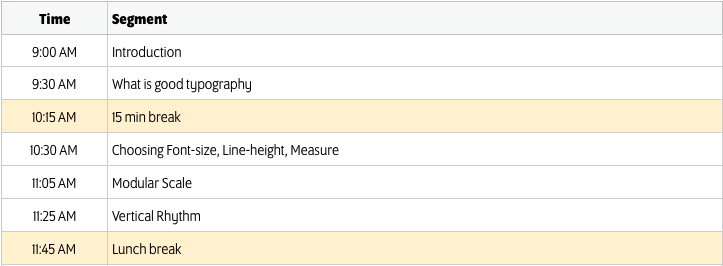 Time Segment
9:00 AM Introduction
9:30 AM What is good typography
10:15 AM 15 min break
10:30 AM Choosing Font-size, Line-height, Measure
11:05 AM Modular Scale
11:25 AM Vertical Rhythm
11:45 AM Lunch break